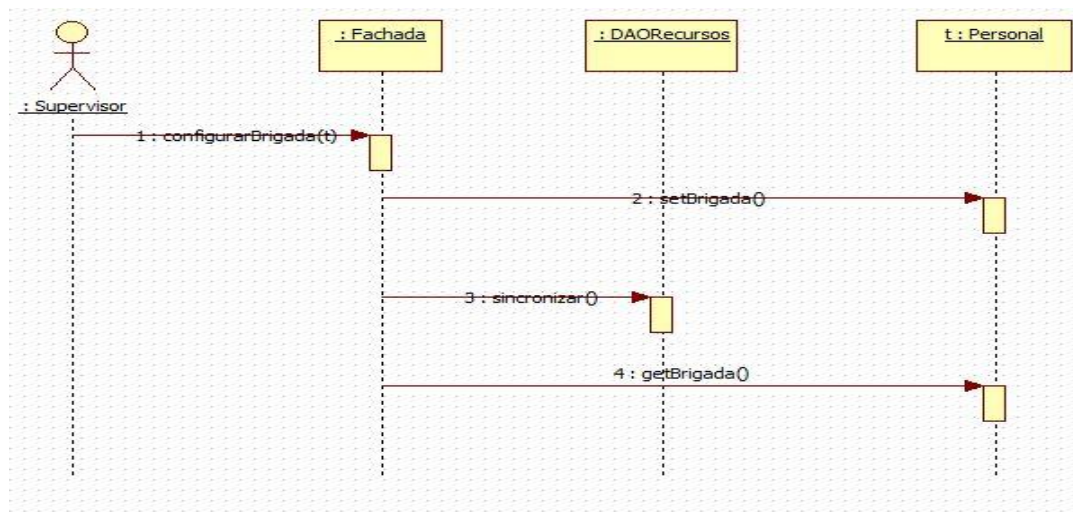 : Fachada
: DAORecursos
t : Personal
: Supervisor
1 : configurarBrigada(t)
2 : setBrigada()
3 : sincronizar()
4 : getBrigada()